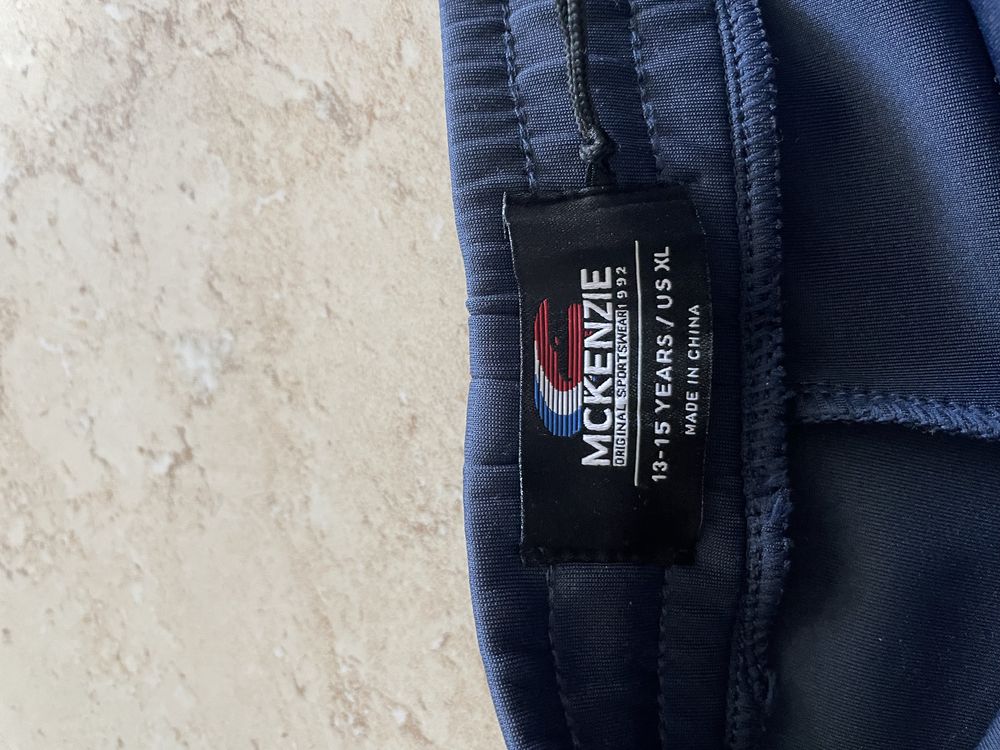 MCKENZIE
ORIGINAL SPORTSWEAR 1992
13-15 YEARS / US XL
MADE IN CHINA